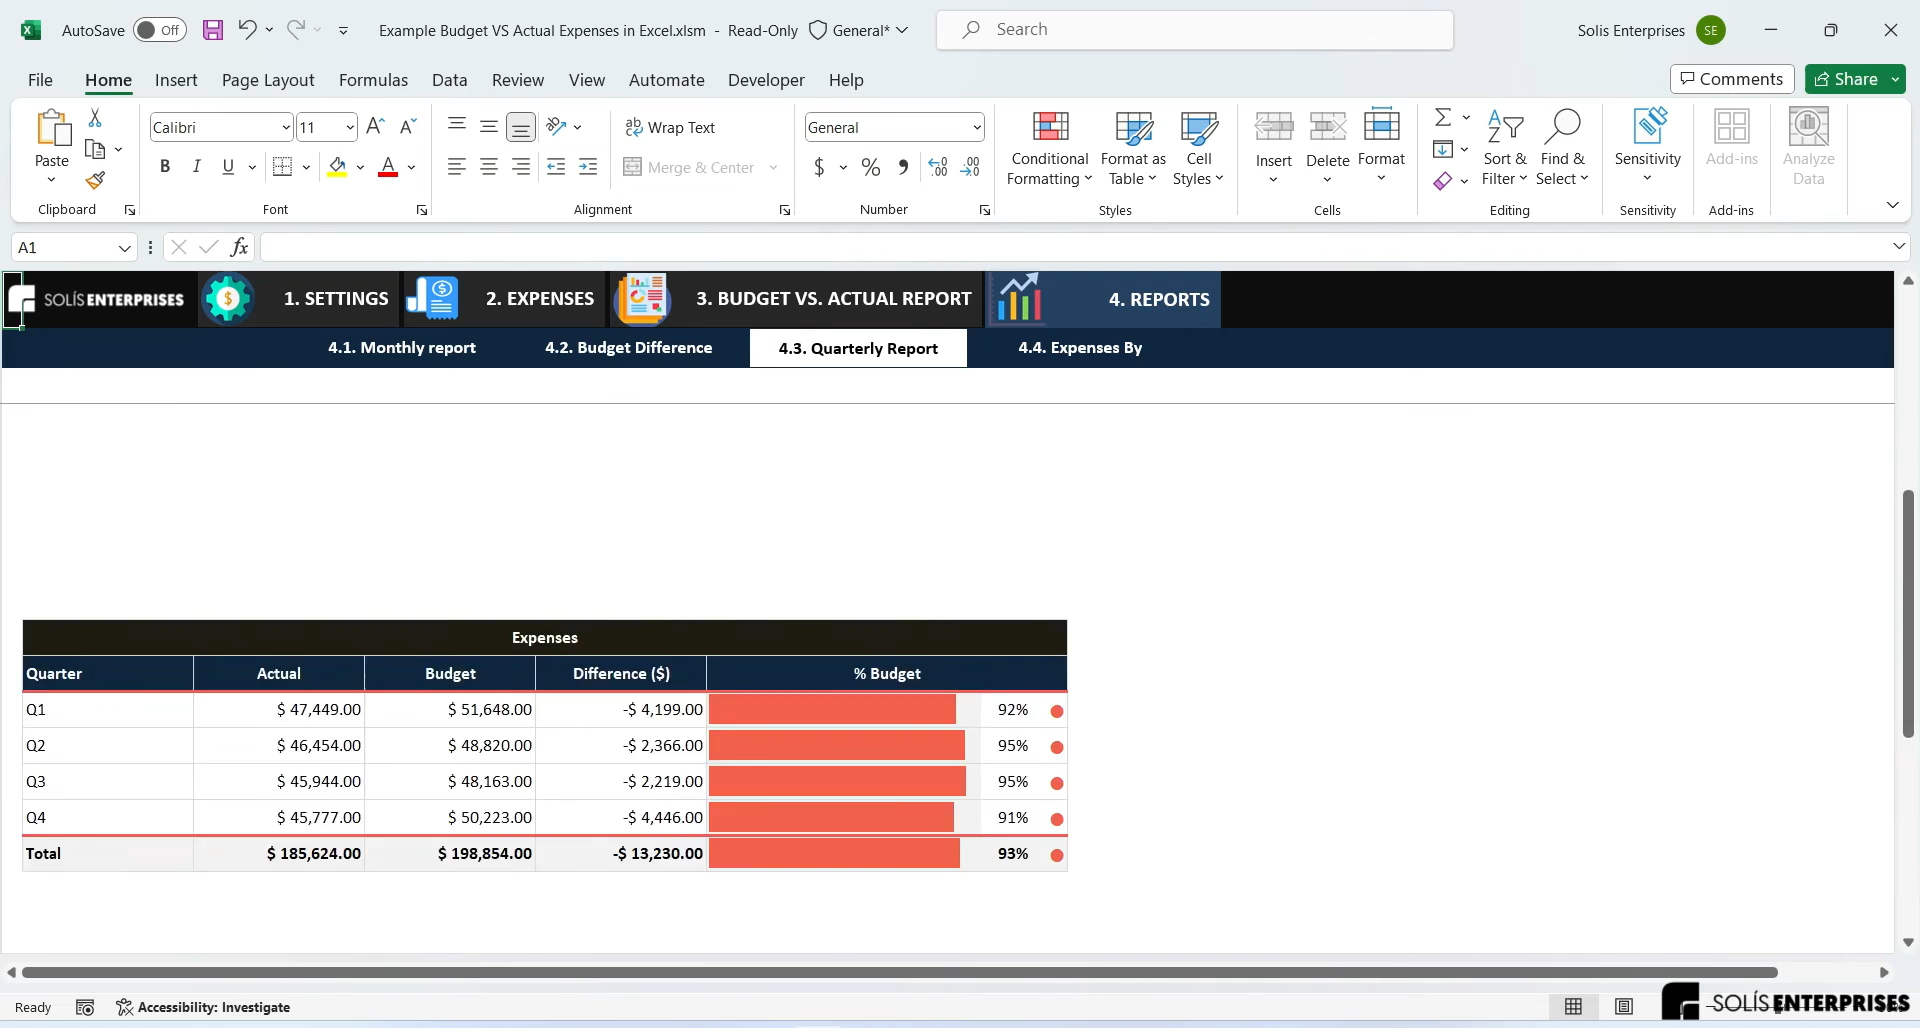 AutoSave Off Example Budget VS Actual Expenses in Excel.xlsm - Read-Only General* Search Solis Enterprises SE
File Home Insert Page Layout Formulas Data Review View Automate Developer Help Comments Share
Paste
Clipboard
Calibri 11
B I U A
Font
ab Wrap Text
Merge & Center
Alignment
General
$ % ,
Number
Conditional Formatting
Format as Table
Cell Styles
Styles
Insert Delete Format
Cells
Sort & Filter
Find & Select
Editing
Sensitivity
Sensitivity
Add-ins
Add-ins
Analyze Data
A1 fx
SOLÍS ENTERPRISES 1. SETTINGS 2. EXPENSES 3. BUDGET VS. ACTUAL REPORT 4. REPORTS
4.1. Monthly report 4.2. Budget Difference 4.3. Quarterly Report 4.4. Expenses By
Expenses
Quarter Actual Budget Difference ($) % Budget
Q1 $ 47,449.00 $ 51,648.00 -$ 4,199.00 92%
Q2 $ 46,454.00 $ 48,820.00 -$ 2,366.00 95%
Q3 $ 45,944.00 $ 48,163.00 -$ 2,219.00 95%
Q4 $ 45,777.00 $ 50,223.00 -$ 4,446.00 91%
Total $ 185,624.00 $ 198,854.00 -$ 13,230.00 93%
Ready Accessibility: Investigate SOLÍS ENTERPRISES